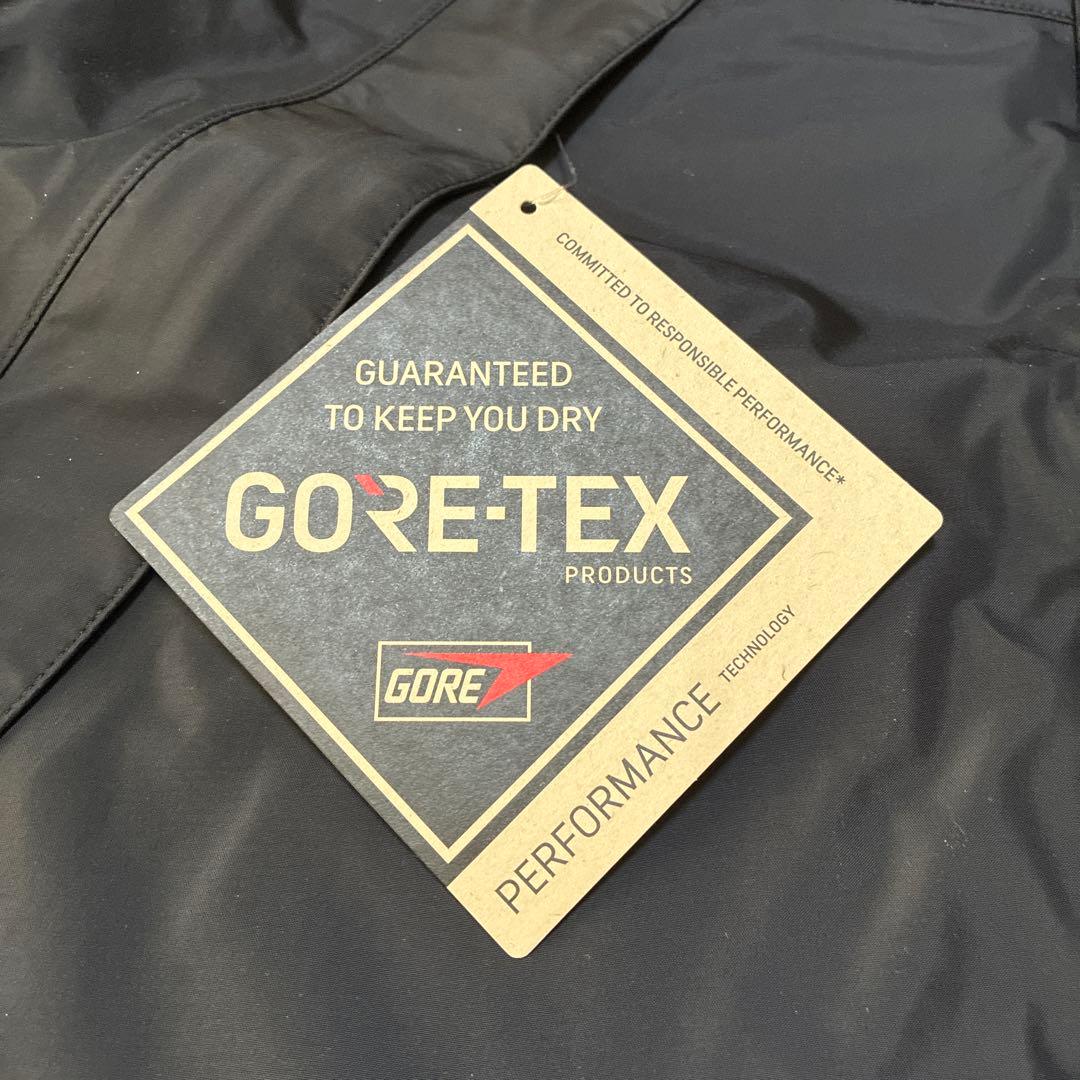 COMMITTED TO RESPONSIBLE PERFORMANCE*
GUARANTEED
TO KEEP YOU DRY
GORE-TEX
PRODUCTS
GORE
PERFORMANCE TECHNOLOGY